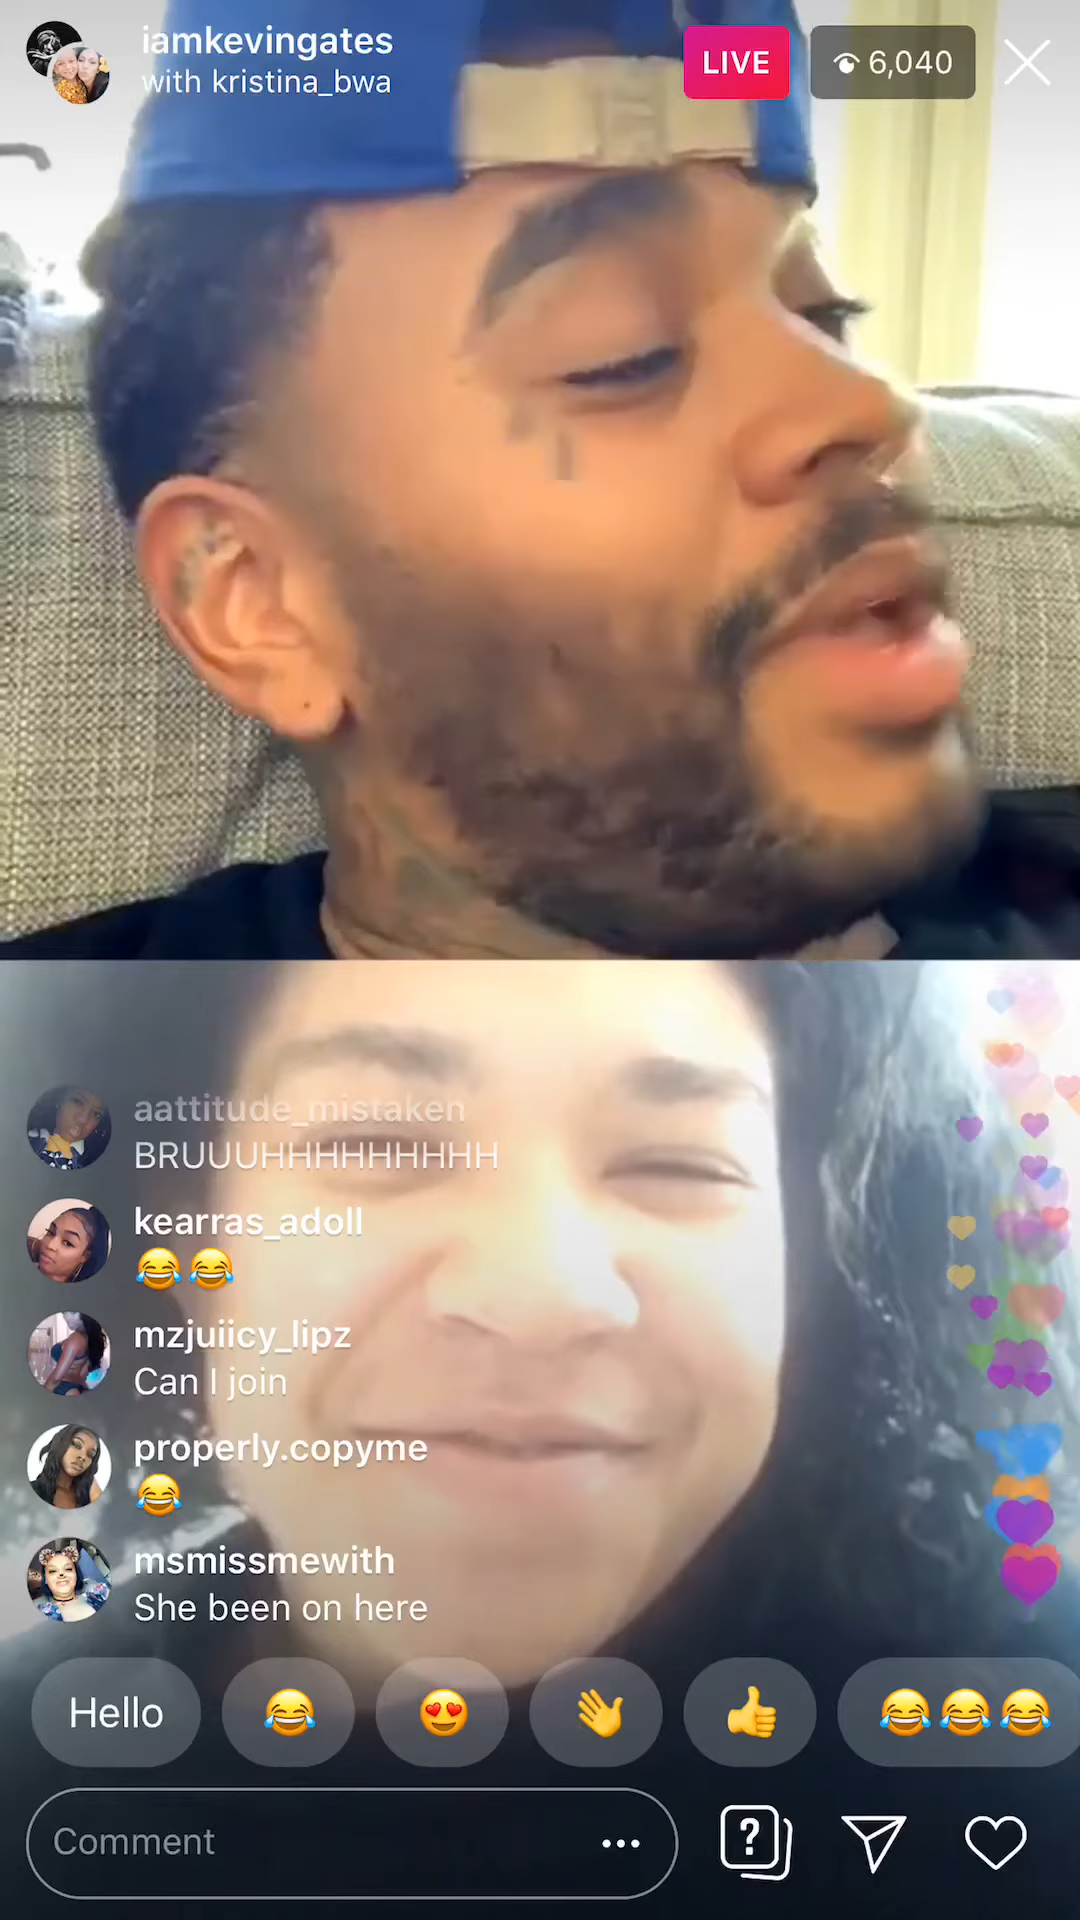 iamkevingates
with kristina_bwa
LIVE
6,040
aattitude_mistaken
BRUUUHHHHHHHHHH
kearras_adoll
😂😂
mzjuiicy_lipz
Can I join
properly.copyme
😂
msmissmewith
She been on here
Hello
😂
😍
👋
👍
😂😂😂
Comment